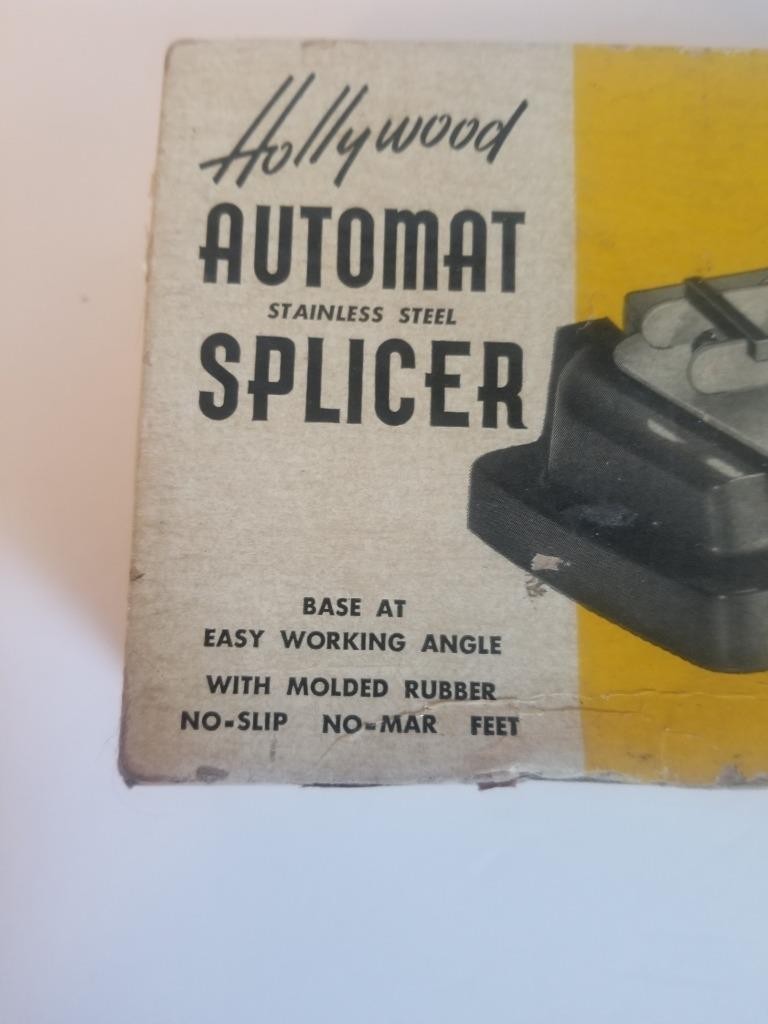 Hollywood
AUTOMAT
STAINLESS STEEL
SPLICER
BASE AT
EASY WORKING ANGLE
WITH MOLDED RUBBER
NO-SLIP NO-MAR FEET